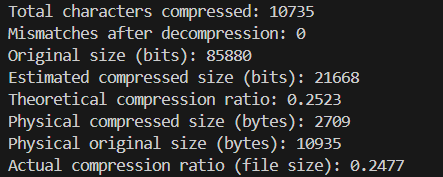 Total characters compressed: 10735
Mismatches after decompression: 0
Original size (bits): 85880
Estimated compressed size (bits): 21668
Theoretical compression ratio: 0.2523
Physical compressed size (bytes): 2709
Physical original size (bytes): 10935
Actual compression ratio (file size): 0.2477